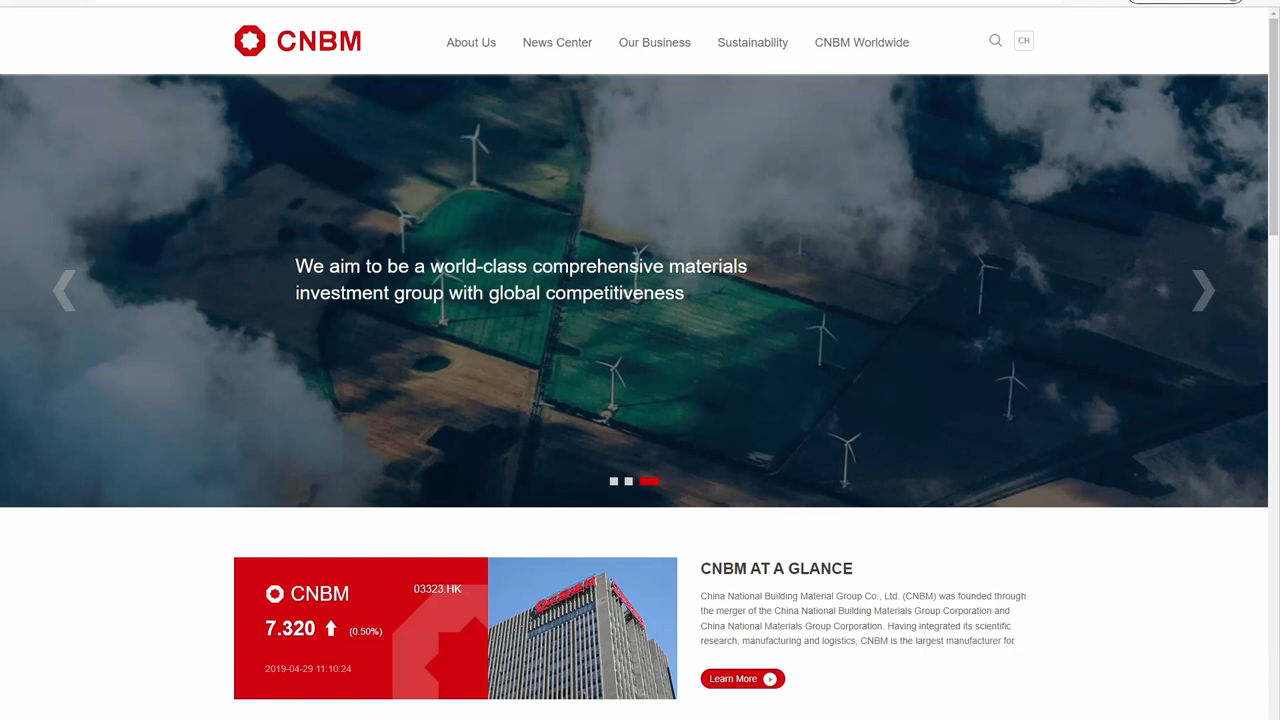 CNBM
About Us
News Center
Our Business
Sustainability
CNBM Worldwide
CH
We aim to be a world-class comprehensive materials
investment group with global competitiveness
CNBM
03323.HK
7.320
(0.50%)
2019-04-29 11:10:24
CNBM AT A GLANCE
China National Building Material Group Co., Ltd. (CNBM) was founded through
the merger of the China National Building Materials Group Corporation and
China National Materials Group Corporation. Having integrated its scientific
research, manufacturing and logistics, CNBM is the largest manufacturer for
Learn More